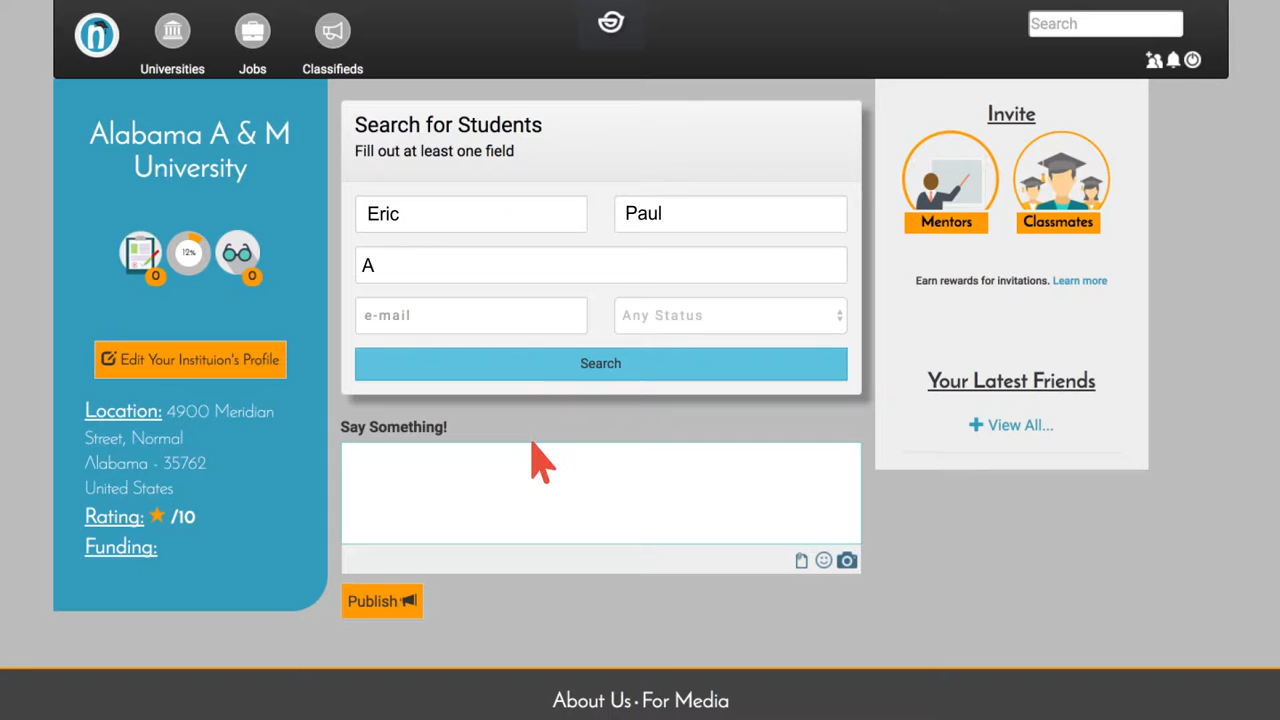 n
Universities
Jobs
Classifieds
Search
Alabama A & M
University
0
12%
0
Edit Your Instituion's Profile
Location: 4900 Meridian
Street, Normal
Alabama - 35762
United States
Rating: /10
Funding:
Search for Students
Fill out at least one field
Eric
Paul
A
e-mail
Any Status
Search
Say Something!
Publish
Invite
Mentors
Classmates
Earn rewards for invitations. Learn more
Your Latest Friends
+ View All...
About Us • For Media